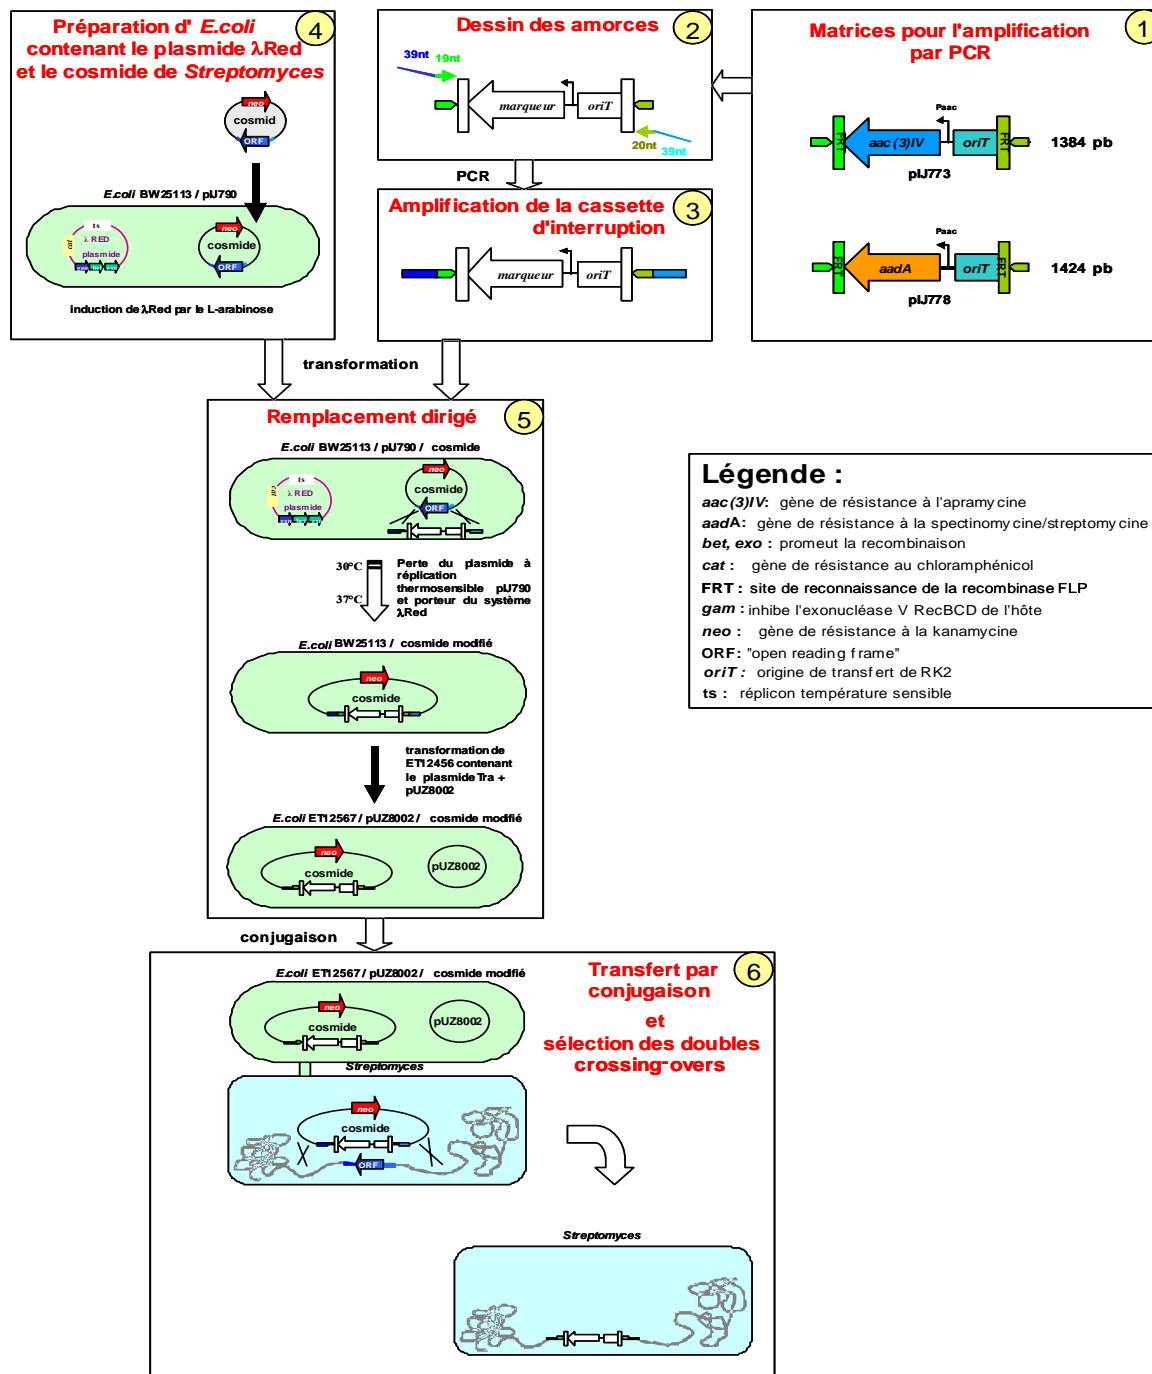 Préparation d' E.coli
contenant le plasmide λRed
et le cosmide de Streptomyces
4
neo
cosmid
ORF
E.coli BW25113 / pIJ790
ts
cat
λ RED
plasmide
neo
cosmide
ORF
induction de λRed par le L-arabinose
Dessin des amorces
2
39nt
19nt
marqueur
oriT
20nt
39nt
PCR
Amplification de la cassette
d'interruption
3
marqueur
oriT
Matrices pour l'amplification
par PCR
1
Paac
FRT
aac(3)IV
oriT
FRT
1384 pb
pIJ773
Paac
FRT
aadA
oriT
FRT
1424 pb
pIJ778
transformation
Remplacement dirigé
5
E.coli BW25113 / pIJ790 / cosmide
ts
cat
λ RED
plasmide
neo
cosmide
ORF
30°C
37°C
Perte du plasmide à
réplication
thermosensible pIJ790
et porteur du système
λRed
E.coli BW25113 / cosmide modifié
neo
cosmide
transformation de
ET12456 contenant
le plasmide Tra +
pUZ8002
E.coli ET12567 / pUZ8002 / cosmide modifié
neo
cosmide
pUZ8002
Légende :
aac(3)IV: gène de résistance à l'apramycine
aadA: gène de résistance à la spectinomycine/streptomycine
bet, exo : promeut la recombinaison
cat : gène de résistance au chloramphénicol
FRT : site de reconnaissance de la recombinase FLP
gam : inhibe l'exonucléase V RecBCD de l'hôte
neo : gène de résistance à la kanamycine
ORF: "open reading frame"
oriT : origine de transfert de RK2
ts : réplicon température sensible
conjugaison
E.coli ET12567 / pUZ8002 / cosmide modifié
6
Transfert par
conjugaison
et
sélection des doubles
crossing-overs
neo
cosmide
pUZ8002
Streptomyces
neo
cosmide
ORF
Streptomyces